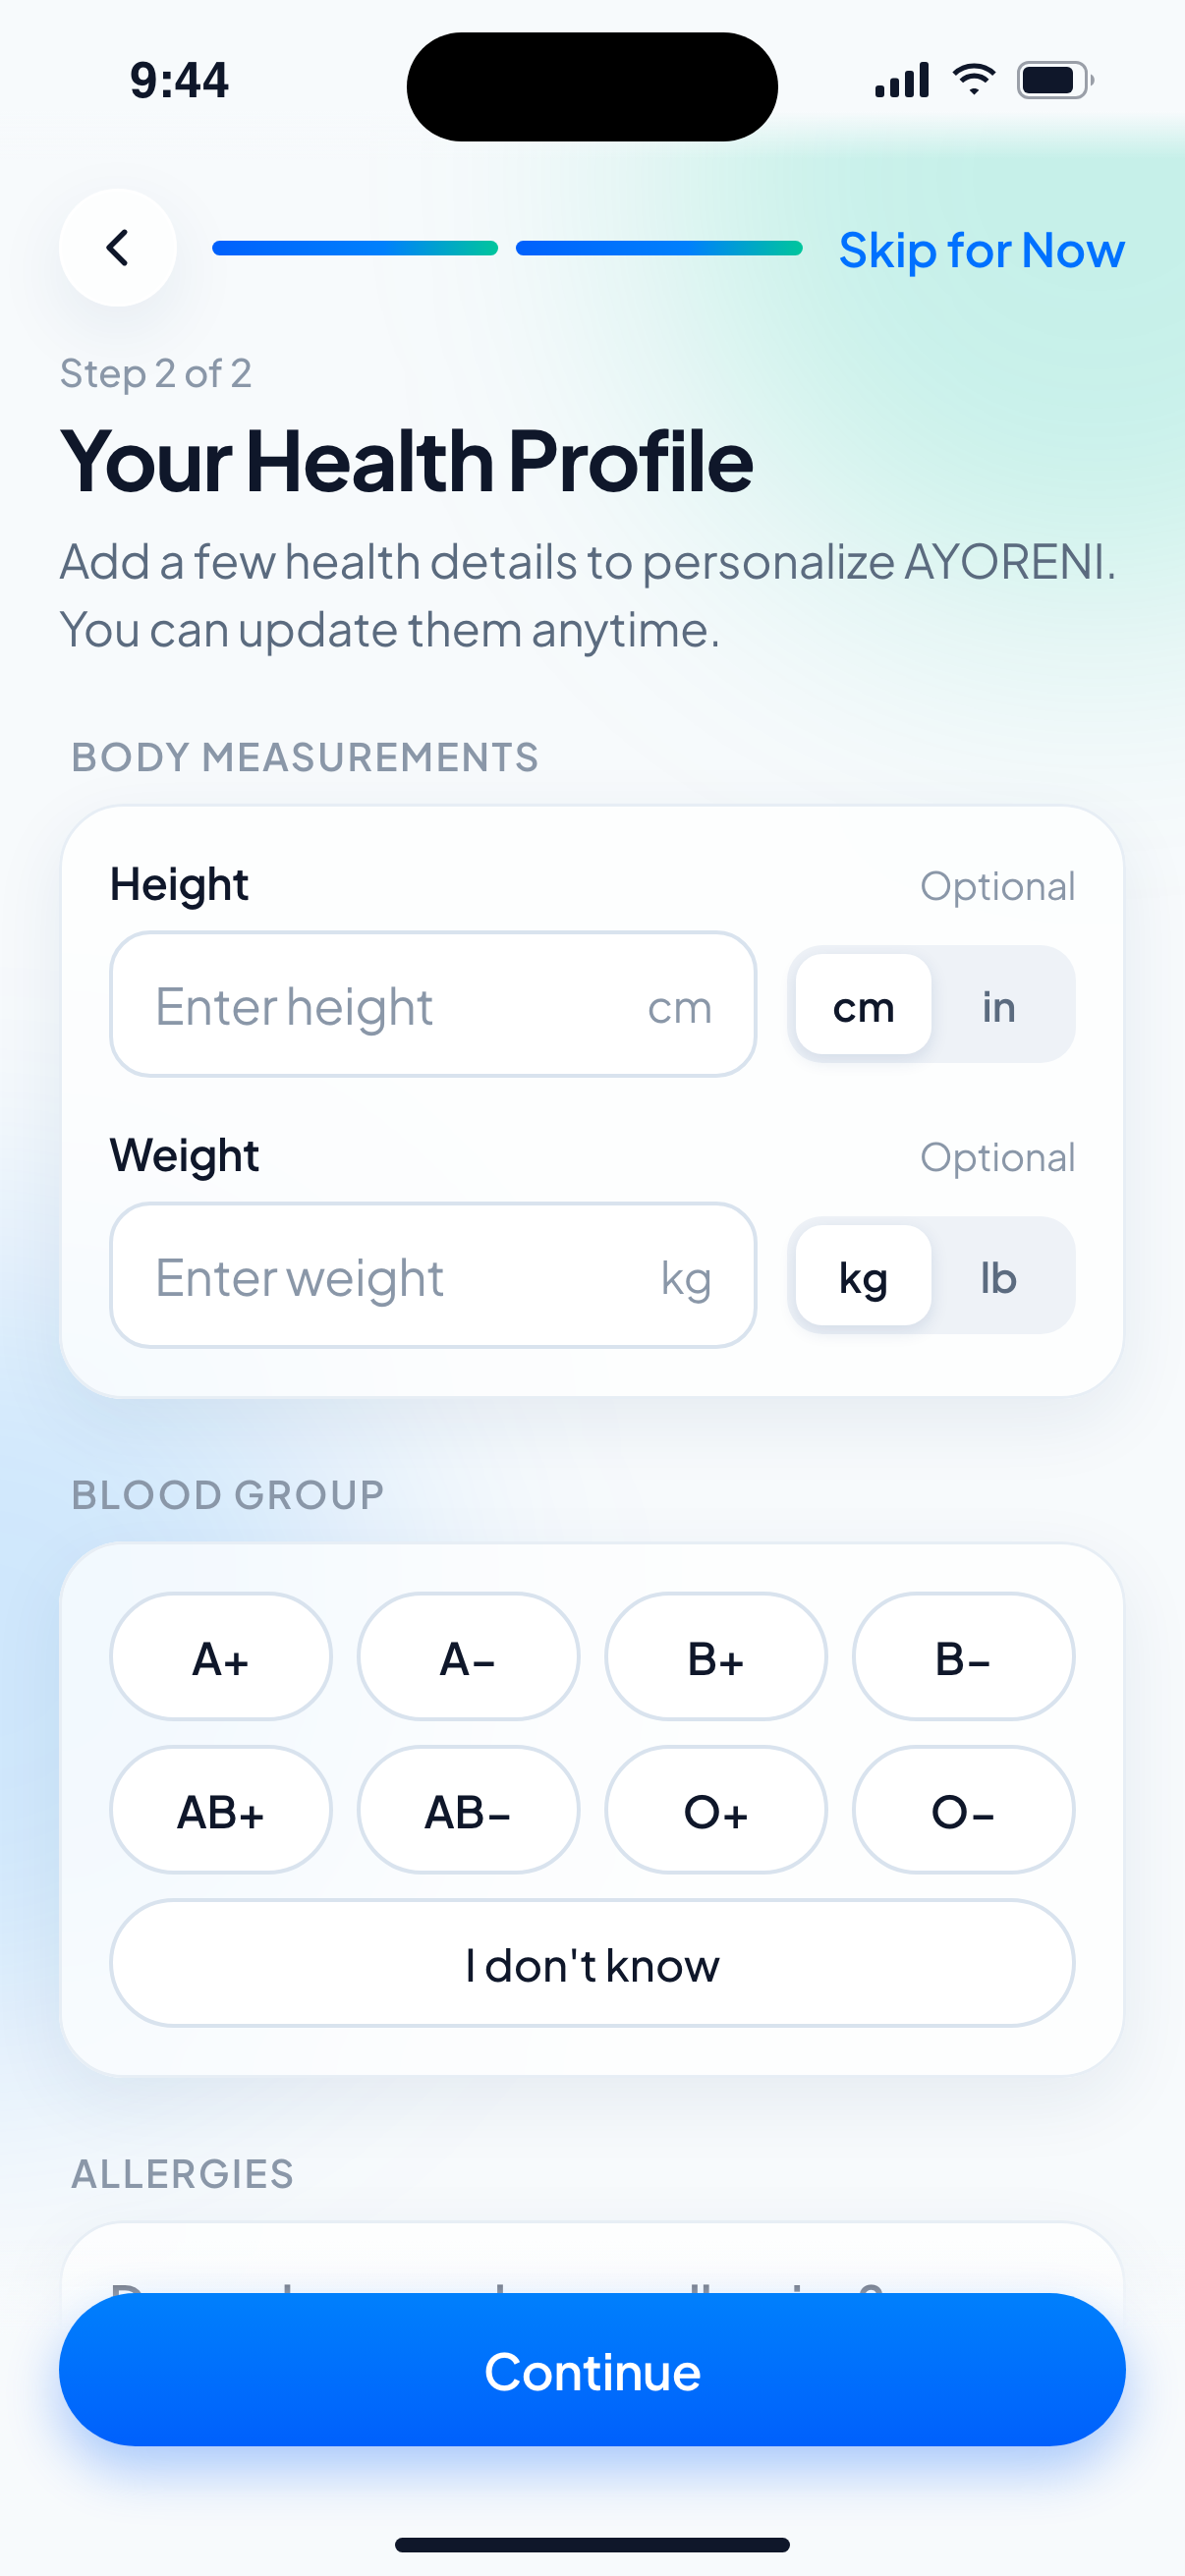 9:44
Skip for Now
Step 2 of 2
Your Health Profile
Add a few health details to personalize AYORENI.
You can update them anytime.
BODY MEASUREMENTS
Height Optional
Enter height cm cm in
Weight Optional
Enter weight kg kg lb
BLOOD GROUP
A+ A− B+ B−
AB+ AB− O+ O−
I don't know
ALLERGIES
Continue